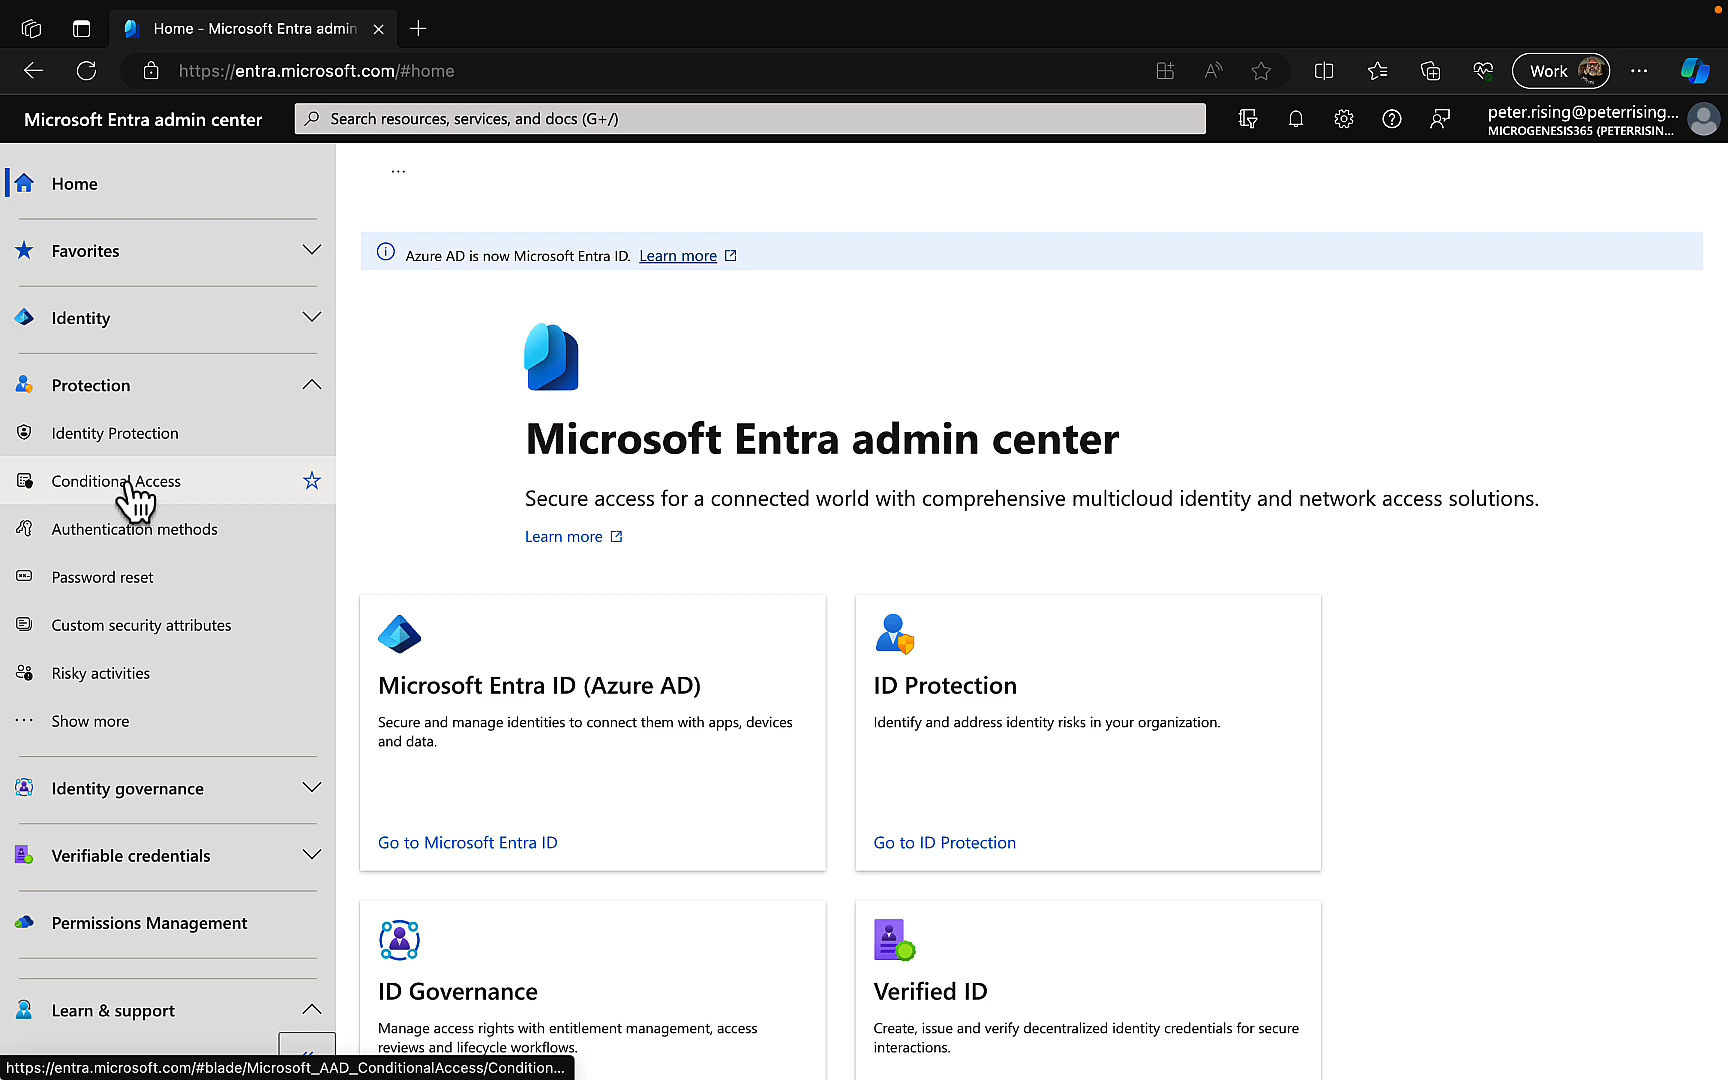 Home - Microsoft Entra admin
https://entra.microsoft.com/#home
Work
Microsoft Entra admin center
Search resources, services, and docs (G+/)
peter.rising@peterrising...
MICROGENESIS365 (PETERRISIN...
Home
Favorites
Identity
Protection
Identity Protection
Conditional Access
Authentication methods
Password reset
Custom security attributes
Risky activities
Show more
Identity governance
Verifiable credentials
Permissions Management
Learn & support
...
Azure AD is now Microsoft Entra ID. Learn more
Microsoft Entra admin center
Secure access for a connected world with comprehensive multicloud identity and network access solutions.
Learn more
Microsoft Entra ID (Azure AD)
Secure and manage identities to connect them with apps, devices
and data.
Go to Microsoft Entra ID
ID Protection
Identify and address identity risks in your organization.
Go to ID Protection
ID Governance
Manage access rights with entitlement management, access
reviews and lifecycle workflows.
Verified ID
Create, issue and verify decentralized identity credentials for secure
interactions.
https://entra.microsoft.com/#blade/Microsoft_AAD_ConditionalAccess/Condition...